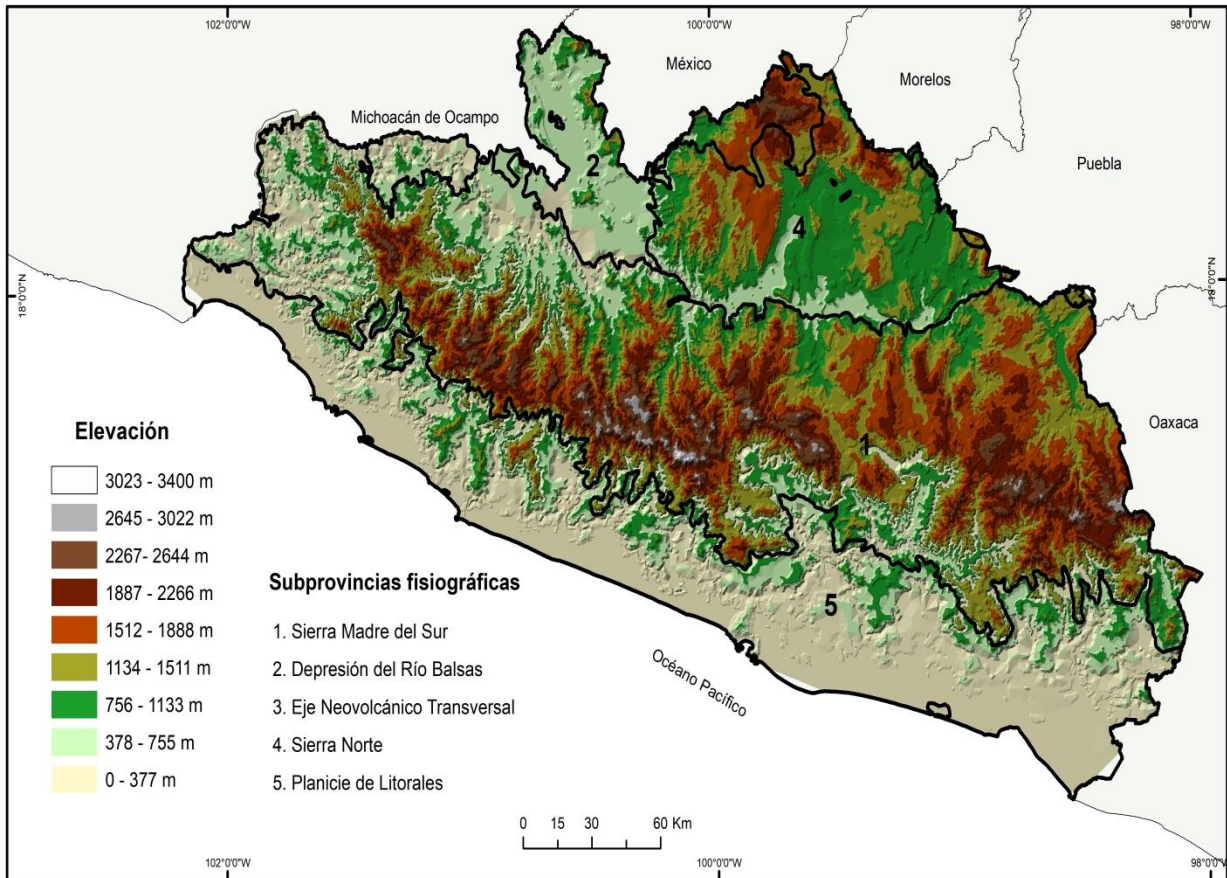 102°0'0"W
100°0'0"W
98°0'0"W
México
Morelos
Michoacán de Ocampo
Puebla
2
4
18°0'0"N
18°0'0"N
Oaxaca
1
5
Océano Pacífico
Elevación
3023 - 3400 m
2645 - 3022 m
2267- 2644 m
1887 - 2266 m
1512 - 1888 m
1134 - 1511 m
756 - 1133 m
378 - 755 m
0 - 377 m
Subprovincias fisiográficas
1. Sierra Madre del Sur
2. Depresión del Río Balsas
3. Eje Neovolcánico Transversal
4. Sierra Norte
5. Planicie de Litorales
0 15 30 60 Km
102°0'0"W
100°0'0"W
98°0'0"W